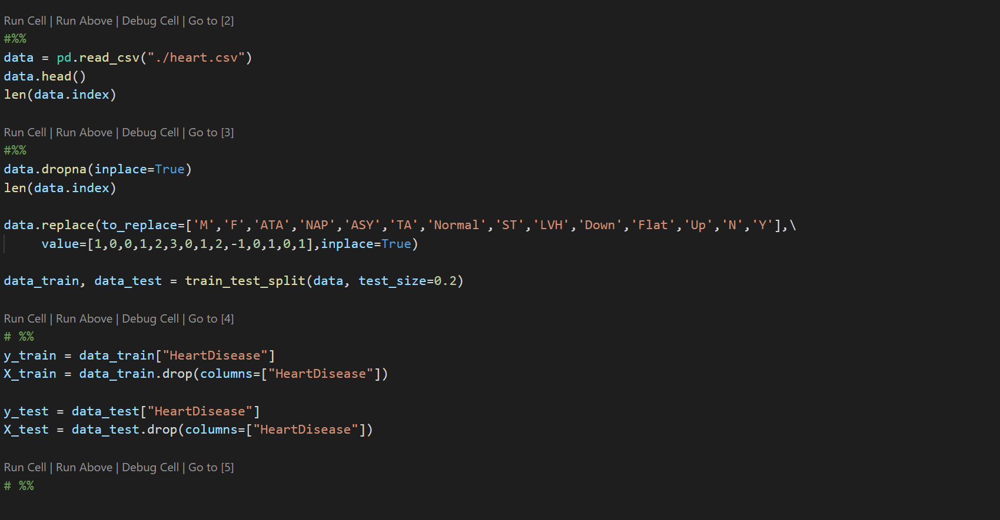 Run Cell | Run Above | Debug Cell | Go to [2]
#%%
data = pd.read_csv("./heart.csv")
data.head()
len(data.index)
Run Cell | Run Above | Debug Cell | Go to [3]
#%%
data.dropna(inplace=True)
len(data.index)
data.replace(to_replace=['M','F','ATA','NAP','ASY','TA','Normal','ST','LVH','Down','Flat','Up','N','Y'],\
     value=[1,0,0,1,2,3,0,1,2,-1,0,1,0,1],inplace=True)
data_train, data_test = train_test_split(data, test_size=0.2)
Run Cell | Run Above | Debug Cell | Go to [4]
# %%
y_train = data_train["HeartDisease"]
X_train = data_train.drop(columns=["HeartDisease"])
y_test = data_test["HeartDisease"]
X_test = data_test.drop(columns=["HeartDisease"])
Run Cell | Run Above | Debug Cell | Go to [5]
# %%